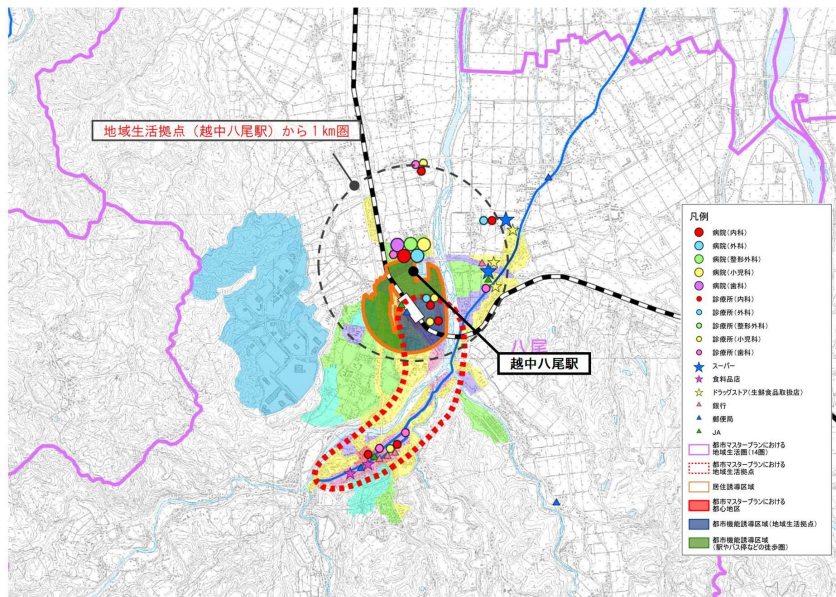 地域生活拠点（越中八尾駅）から１㎞圏
八尾
越中八尾駅
凡例
病院（内科）
病院（外科）
病院（整形外科）
病院（小児科）
病院（歯科）
診療所（内科）
診療所（外科）
診療所（整形外科）
診療所（小児科）
診療所（歯科）
スーパー
食料品店
ドラッグストア（生鮮食品取扱店）
銀行
郵便局
JA
都市マスタープランにおける
地域生活圏（14圏）
都市マスタープランにおける
地域生活拠点
居住誘導区域
都市マスタープランにおける
都心地区
都市機能誘導区域（地域生活拠点）
都市機能誘導区域
（駅やバス停などの徒歩圏）